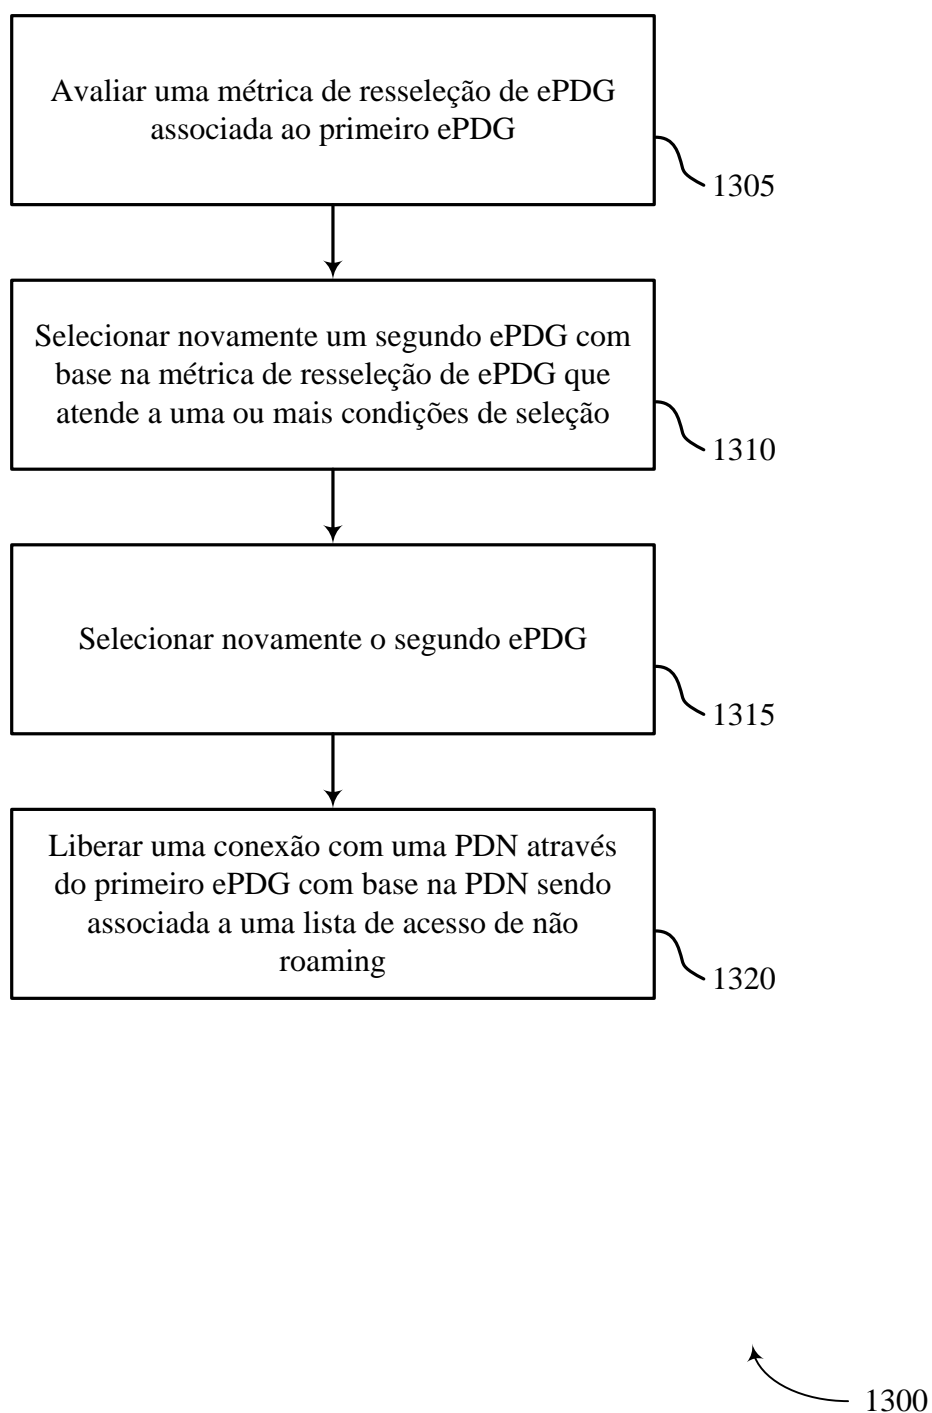 Avaliar uma métrica de resseleção de ePDG
associada ao primeiro ePDG
1305
Selecionar novamente um segundo ePDG com
base na métrica de resseleção de ePDG que
atende a uma ou mais condições de seleção
1310
Selecionar novamente o segundo ePDG
1315
Liberar uma conexão com uma PDN através
do primeiro ePDG com base na PDN sendo
associada a uma lista de acesso de não
roaming
1320
1300